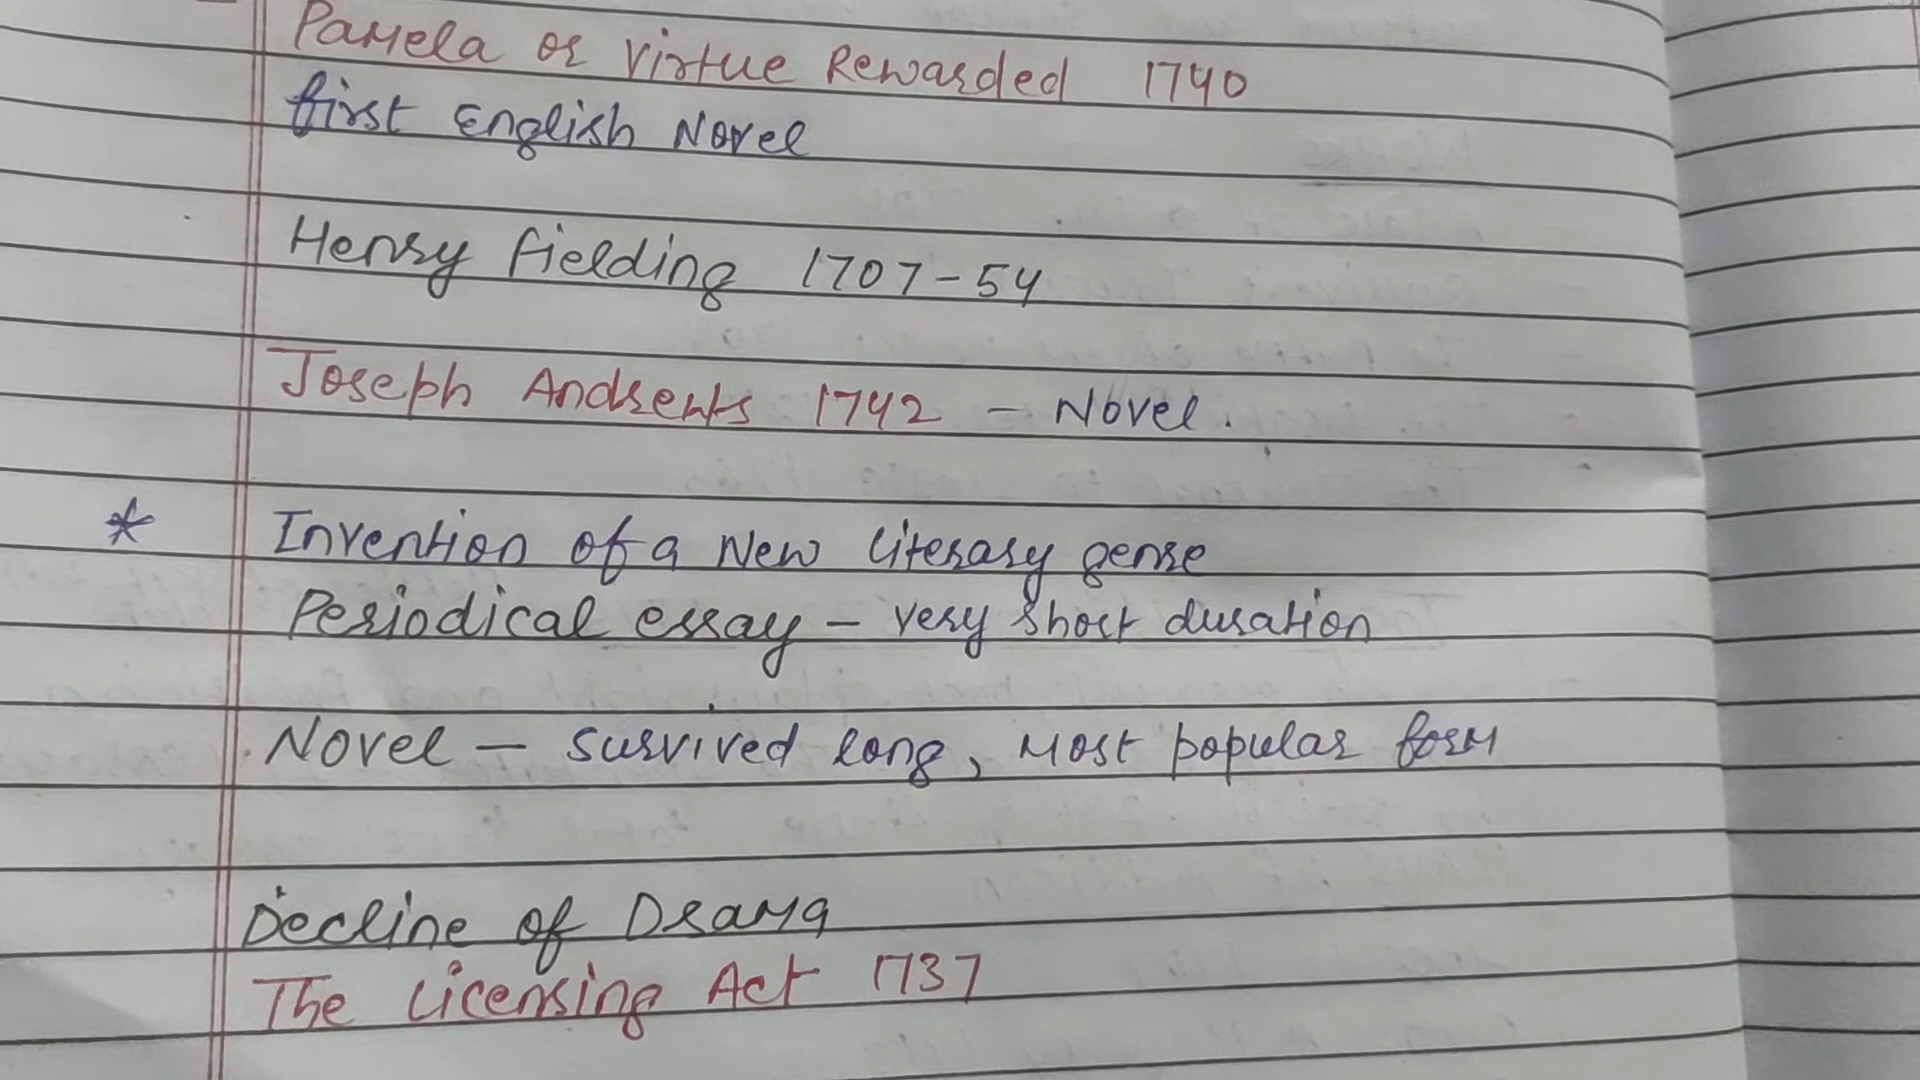 Pamela or Virtue Rewarded 1740
first English Novel
Henry Fielding 1707-54
Joseph Andrews 1742 - Novel.
* Invention of a New literary genre
Periodical essay - very short duration
Novel - survived long, Most popular form
Decline of Drama
The Licensing Act 1737